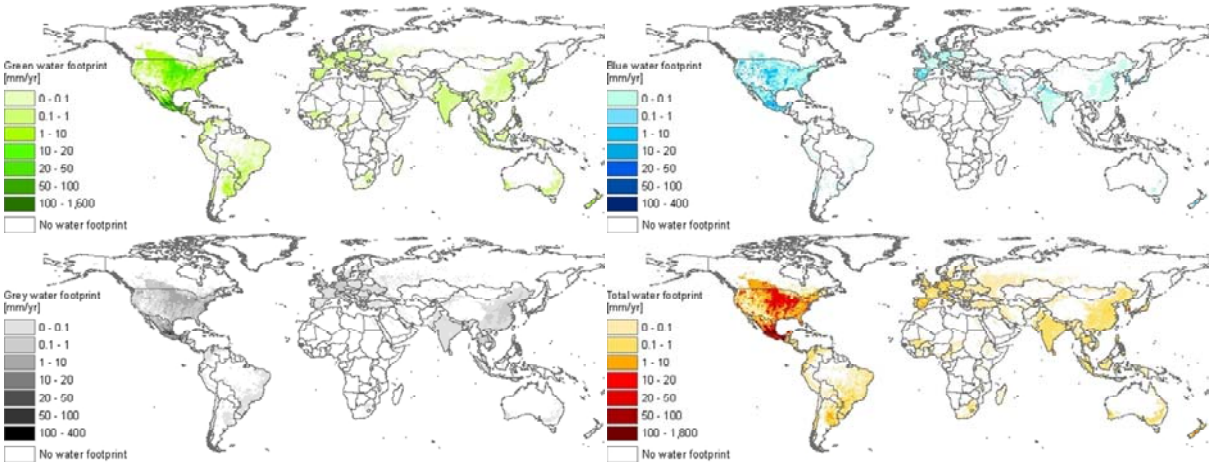 Green water footprint
[mm/yr]
0 - 0.1
0.1 - 1
1 - 10
10 - 20
20 - 50
50 - 100
100 - 1,600
No water footprint
Blue water footprint
[mm/yr]
0 - 0.1
0.1 - 1
1 - 10
10 - 20
20 - 50
50 - 100
100 - 400
No water footprint
Grey water footprint
[mm/yr]
0 - 0.1
0.1 - 1
1 - 10
10 - 20
20 - 50
50 - 100
100 - 400
No water footprint
Total water footprint
[mm/yr]
0 - 0.1
0.1 - 1
1 - 10
10 - 20
20 - 50
50 - 100
100 - 1,800
No water footprint